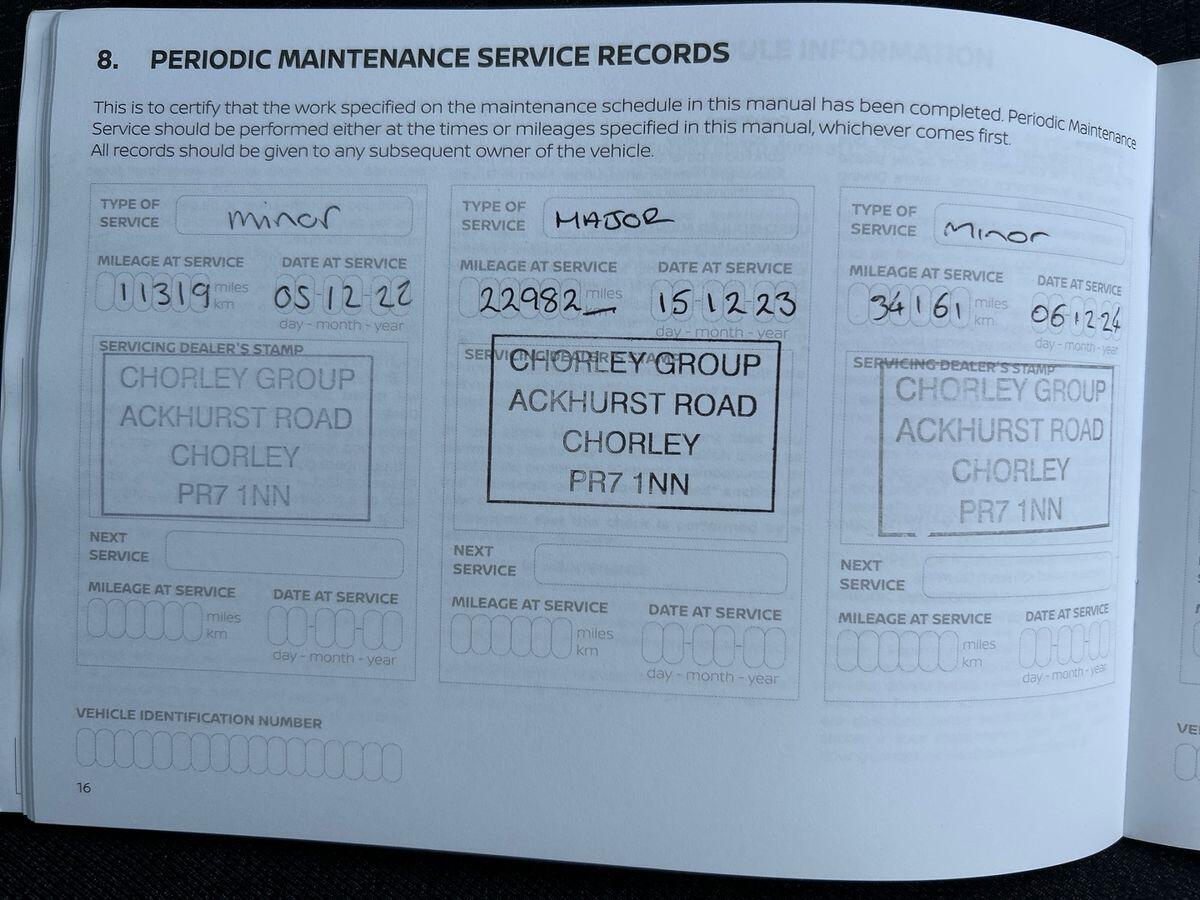 8. PERIODIC MAINTENANCE SERVICE RECORDS
This is to certify that the work specified on the maintenance schedule in this manual has been completed. Periodic Maintenance
Service should be performed either at the times or mileages specified in this manual, whichever comes first.
All records should be given to any subsequent owner of the vehicle.
TYPE OF
SERVICE
minor
MILEAGE AT SERVICE
DATE AT SERVICE
11319
miles
km
05-12-22
day - month - year
SERVICING DEALER'S STAMP
CHORLEY GROUP
ACKHURST ROAD
CHORLEY
PR7 1NN
NEXT
SERVICE
MILEAGE AT SERVICE
DATE AT SERVICE
miles
km
day - month - year
TYPE OF
SERVICE
MAJOR
MILEAGE AT SERVICE
DATE AT SERVICE
22982
miles
15-12-23
day - month - year
SERVICING DEALER'S STAMP
CHORLEY GROUP
ACKHURST ROAD
CHORLEY
PR7 1NN
NEXT
SERVICE
MILEAGE AT SERVICE
DATE AT SERVICE
miles
km
day - month - year
TYPE OF
SERVICE
Minor
MILEAGE AT SERVICE
DATE AT SERVICE
34161
miles
km
06-12-24
day - month - year
SERVICING DEALER'S STAMP
CHORLEY GROUP
ACKHURST ROAD
CHORLEY
PR7 1NN
NEXT
SERVICE
MILEAGE AT SERVICE
DATE AT SERVICE
miles
km
day - month - year
VEHICLE IDENTIFICATION NUMBER
16